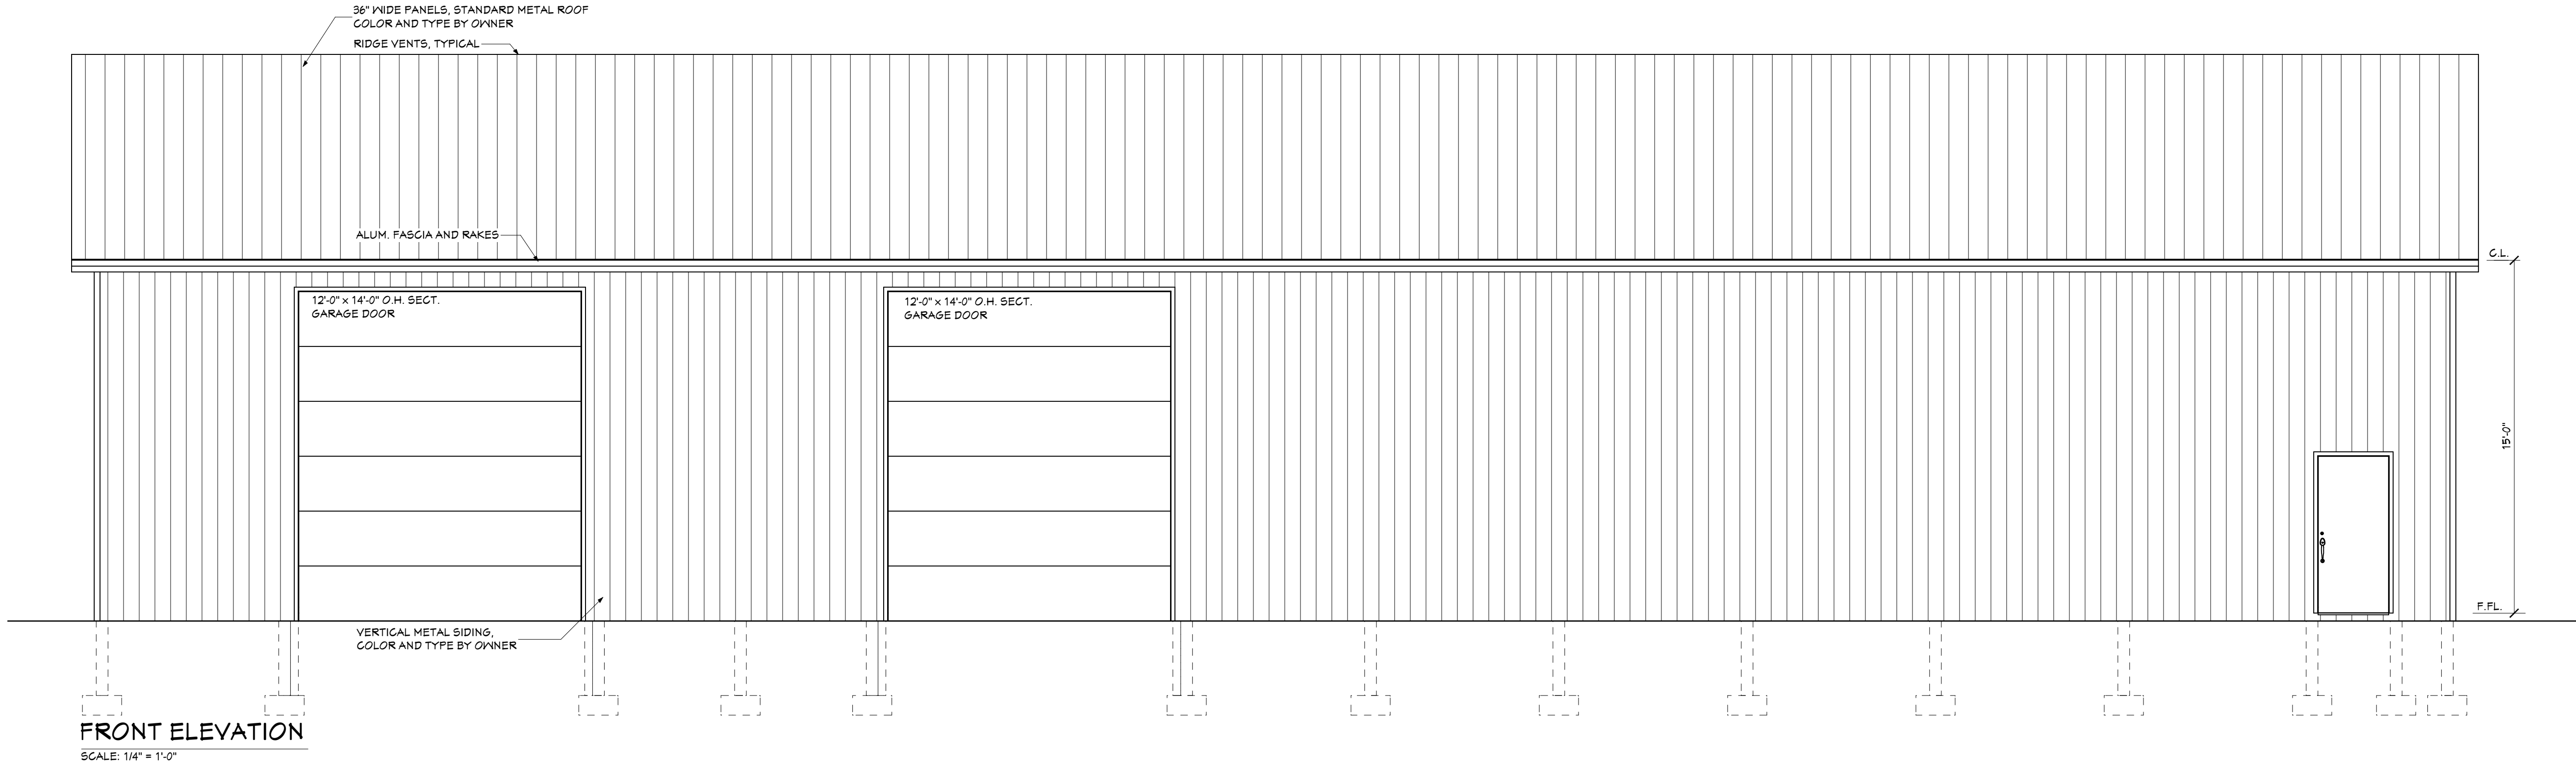 36" WIDE PANELS, STANDARD METAL ROOF
COLOR AND TYPE BY OWNER
RIDGE VENTS, TYPICAL
ALUM. FASCIA AND RAKES
C.L.
12'-0" x 14'-0" O.H. SECT.
GARAGE DOOR
12'-0" x 14'-0" O.H. SECT.
GARAGE DOOR
15'-0"
F.FL.
VERTICAL METAL SIDING,
COLOR AND TYPE BY OWNER
FRONT ELEVATION
SCALE: 1/4" = 1'-0"